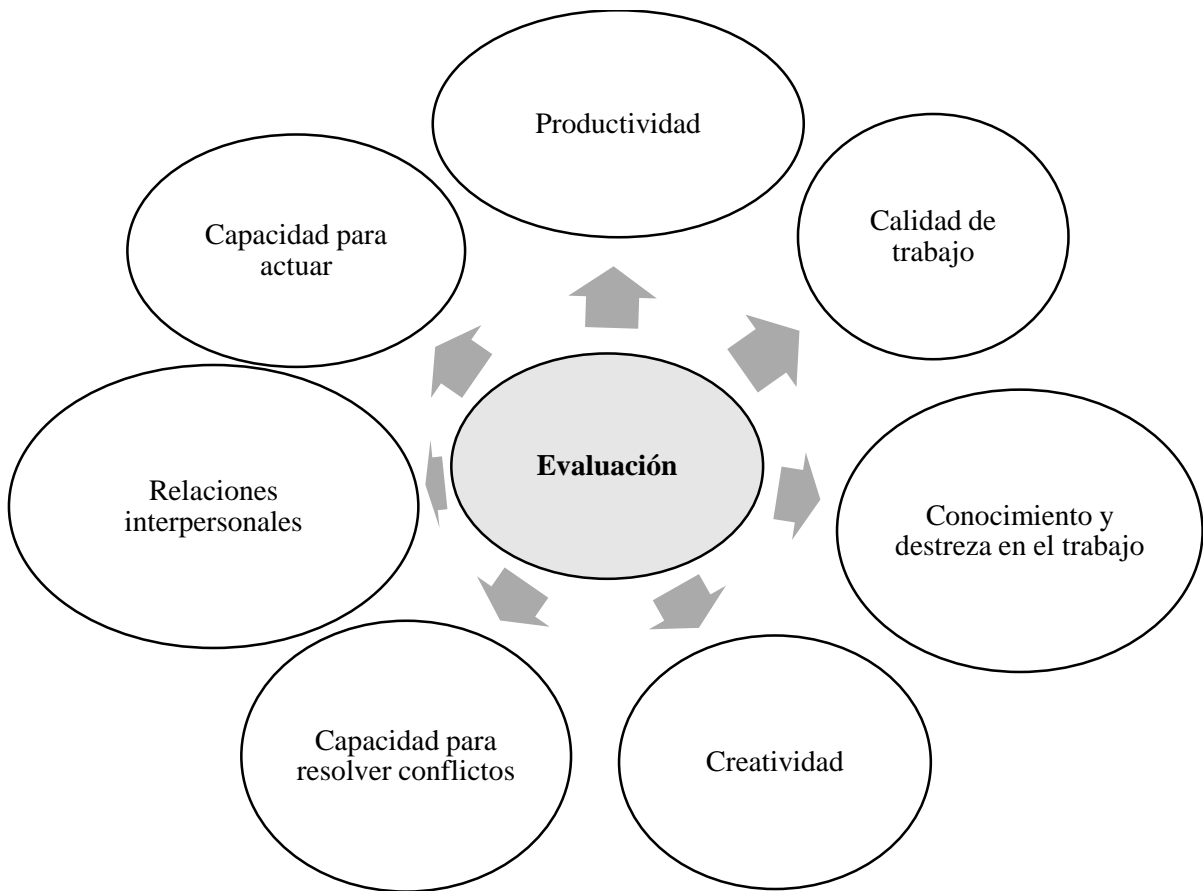 Productividad
Calidad de
trabajo
Conocimiento y
destreza en el trabajo
Creatividad
Capacidad para
resolver conflictos
Relaciones
interpersonales
Capacidad para
actuar
Evaluación